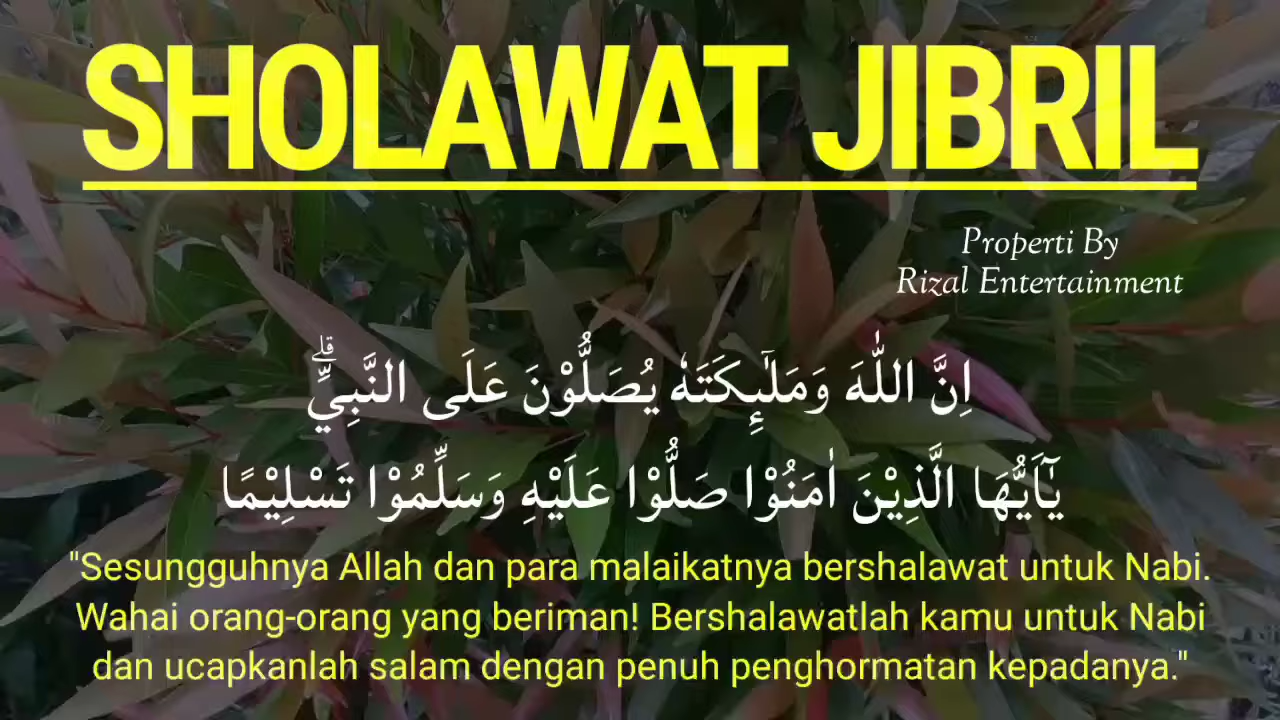 SHOLAWAT JIBRIL
Properti By
Rizal Entertainment
اِنَّ اللّٰهَ وَمَلٰۤىِٕكَتَهٗ يُصَلُّوْنَ عَلَى النَّبِيِّۗ
يٰٓاَيُّهَا الَّذِيْنَ اٰمَنُوْا صَلُّوْا عَلَيْهِ وَسَلِّمُوْا تَسْلِيْمًا
"Sesungguhnya Allah dan para malaikatnya bershalawat untuk Nabi.
Wahai orang-orang yang beriman! Bershalawatlah kamu untuk Nabi
dan ucapkanlah salam dengan penuh penghormatan kepadanya."